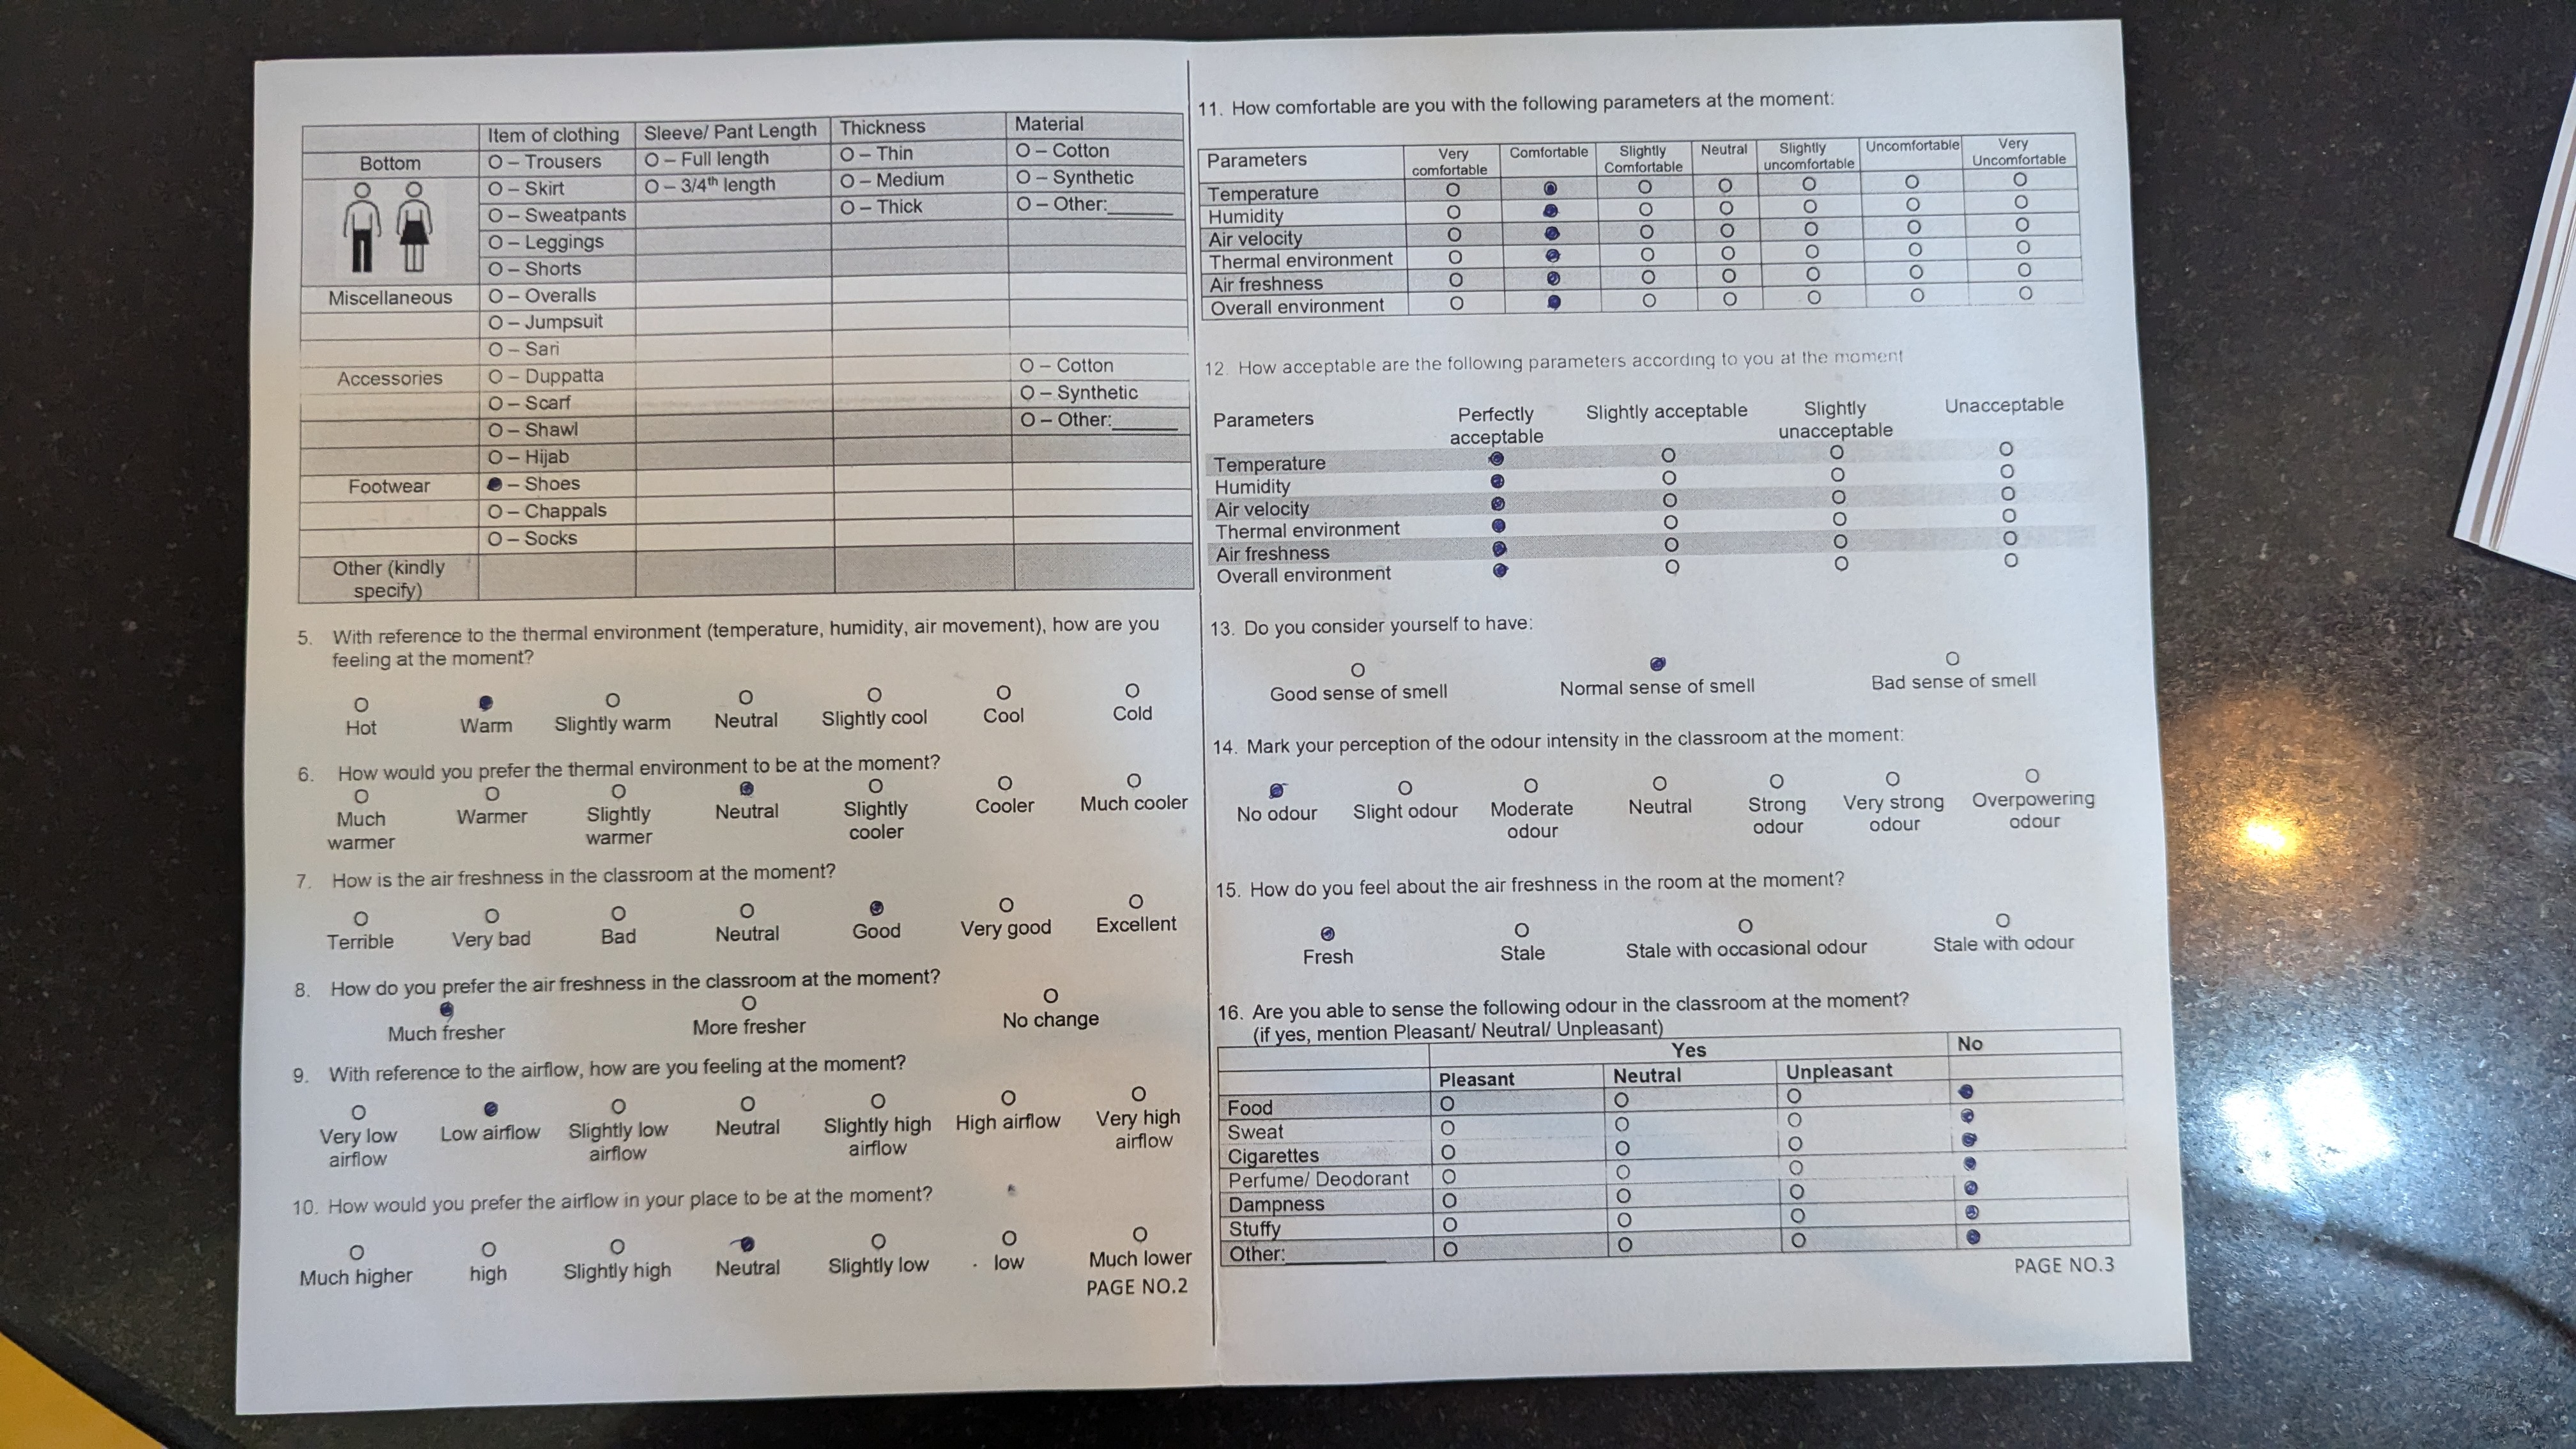 Item of clothing Sleeve/ Pant Length Thickness Material
Bottom O – Trousers O – Full length O – Thin O – Cotton
O – Skirt O – 3/4th length O – Medium O – Synthetic
O – Sweatpants O – Thick O – Other:______
O – Leggings
O – Shorts
Miscellaneous O – Overalls
O – Jumpsuit
O – Sari
Accessories O – Duppatta O – Cotton
O – Scarf O – Synthetic
O – Shawl O – Other:______
O – Hijab
Footwear ● – Shoes
O – Chappals
O – Socks
Other (kindly
specify)
5. With reference to the thermal environment (temperature, humidity, air movement), how are you
feeling at the moment?
O ● O O O O O
Hot Warm Slightly warm Neutral Slightly cool Cool Cold
6. How would you prefer the thermal environment to be at the moment?
O O O ● O O O
Much Warmer Slightly Neutral Slightly Cooler Much cooler
warmer warmer cooler
7. How is the air freshness in the classroom at the moment?
O O O O ● O O
Terrible Very bad Bad Neutral Good Very good Excellent
8. How do you prefer the air freshness in the classroom at the moment?
● O O
Much fresher More fresher No change
9. With reference to the airflow, how are you feeling at the moment?
O ● O O O O O
Very low Low airflow Slightly low Neutral Slightly high High airflow Very high
airflow airflow airflow airflow
10. How would you prefer the airflow in your place to be at the moment?
O O O ● O O O
Much higher high Slightly high Neutral Slightly low low Much lower
PAGE NO.2
11. How comfortable are you with the following parameters at the moment:
Parameters Very Comfortable Slightly Neutral Slightly Uncomfortable Very
comfortable Comfortable uncomfortable Uncomfortable
Temperature O ● O O O O O
Humidity O ● O O O O O
Air velocity O ● O O O O O
Thermal environment O ● O O O O O
Air freshness O ● O O O O O
Overall environment O ● O O O O O
12. How acceptable are the following parameters according to you at the moment
Parameters Perfectly Slightly acceptable Slightly Unacceptable
acceptable unacceptable
Temperature ● O O O
Humidity ● O O O
Air velocity ● O O O
Thermal environment ● O O O
Air freshness ● O O O
Overall environment ● O O O
13. Do you consider yourself to have:
O ● O
Good sense of smell Normal sense of smell Bad sense of smell
14. Mark your perception of the odour intensity in the classroom at the moment:
● O O O O O O
No odour Slight odour Moderate Neutral Strong Very strong Overpowering
odour odour odour odour
15. How do you feel about the air freshness in the room at the moment?
● O O O
Fresh Stale Stale with occasional odour Stale with odour
16. Are you able to sense the following odour in the classroom at the moment?
(if yes, mention Pleasant/ Neutral/ Unpleasant)
Yes No
Pleasant Neutral Unpleasant
Food O O O ●
Sweat O O O ●
Cigarettes O O O ●
Perfume/ Deodorant O O O ●
Dampness O O O ●
Stuffy O O O ●
Other:__________ O O O ●
PAGE NO.3